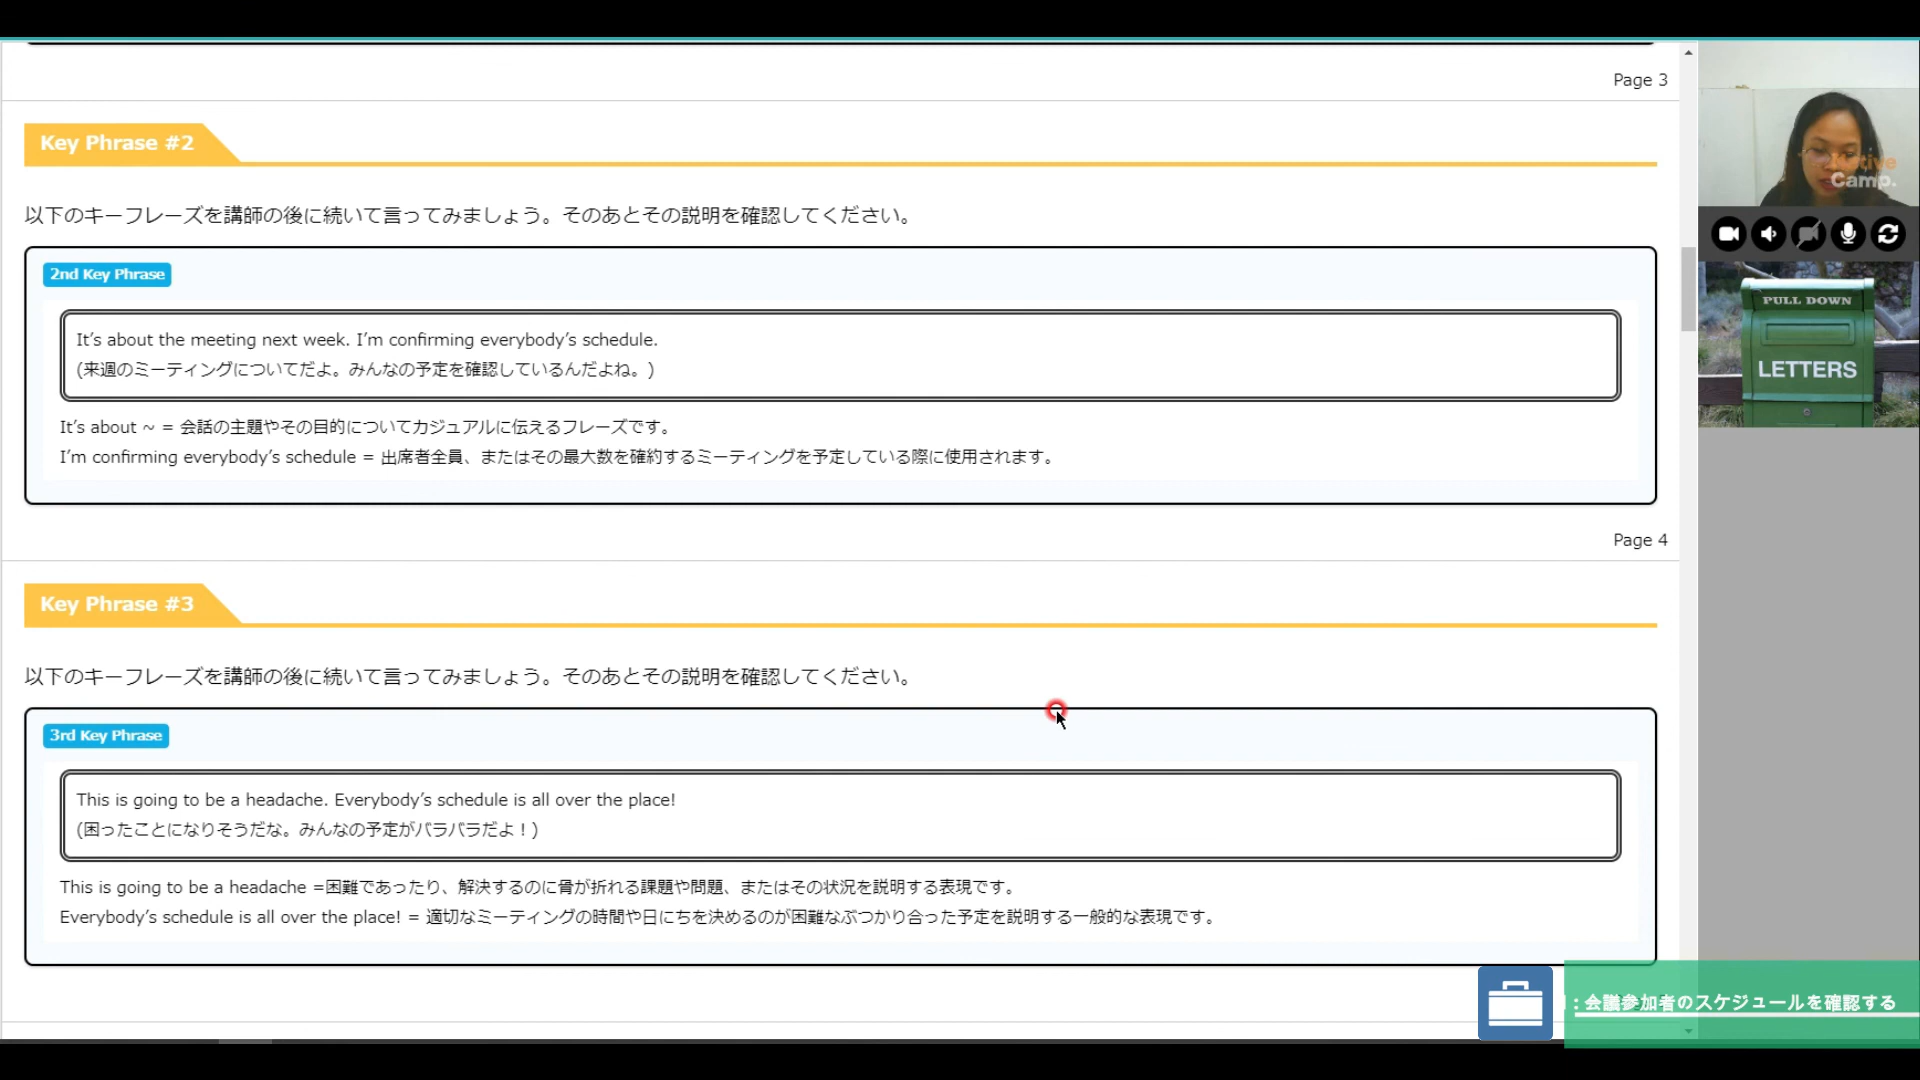 Page 3
Key Phrase #2
以下のキーフレーズを講師の後に続いて言ってみましょう。そのあとその説明を確認してください。
2nd Key Phrase
It’s about the meeting next week. I’m confirming everybody’s schedule.
(来週のミーティングについてだよ。みんなの予定を確認しているんだよね。)
It’s about ~ = 会話の主題やその目的についてカジュアルに伝えるフレーズです。
I’m confirming everybody’s schedule = 出席者全員、またはその最大数を確約するミーティングを予定している際に使用されます。
Page 4
Key Phrase #3
以下のキーフレーズを講師の後に続いて言ってみましょう。そのあとその説明を確認してください。
3rd Key Phrase
This is going to be a headache. Everybody’s schedule is all over the place!
(困ったことになりそうだな。みんなの予定がバラバラだよ！)
This is going to be a headache =困難であったり、解決するのに骨が折れる課題や問題、またはその状況を説明する表現です。
Everybody’s schedule is all over the place! = 適切なミーティングの時間や日にちを決めるのが困難なぶつかり合った予定を説明する一般的な表現です。
Camp.
PULL DOWN
LETTERS
：会議参加者のスケジュールを確認する